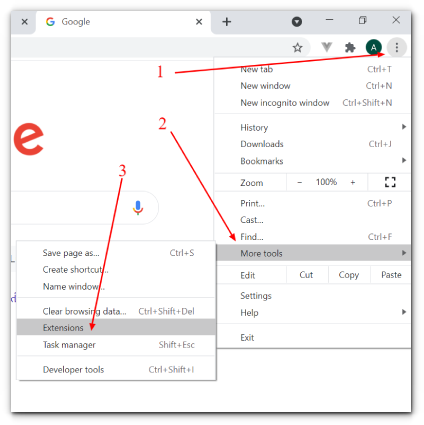 Google
A
1
New tab Ctrl+T
New window Ctrl+N
New incognito window Ctrl+Shift+N
2
History
Downloads Ctrl+J
Bookmarks
Zoom − 100% +
e
3
Print... Ctrl+P
Cast...
Find... Ctrl+F
More tools
Edit Cut Copy Paste
Settings
Help
Exit
Save page as... Ctrl+S
Create shortcut...
Name window...
Clear browsing data... Ctrl+Shift+Del
Extensions
Task manager Shift+Esc
Developer tools Ctrl+Shift+I